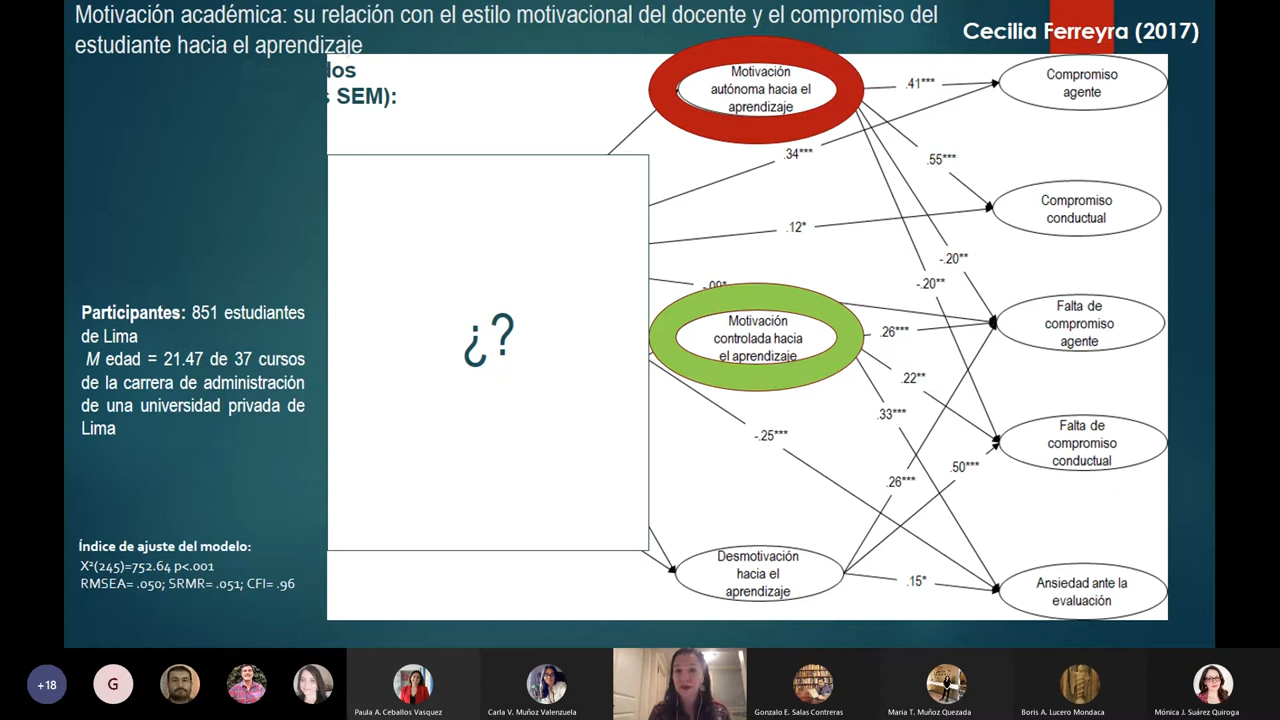 Motivación académica: su relación con el estilo motivacional del docente y el compromiso del
estudiante hacia el aprendizaje
Cecilia Ferreyra (2017)
dos
s SEM):
Participantes: 851 estudiantes
de Lima
M edad = 21.47 de 37 cursos
de la carrera de administración
de una universidad privada de
Lima
Índice de ajuste del modelo:
X²(245)=752.64 p<.001
RMSEA= .050; SRMR= .051; CFI= .96
¿?
Motivación
autónoma hacia el
aprendizaje
Motivación
controlada hacia
el aprendizaje
Desmotivación
hacia el
aprendizaje
.41***
.34***
.55***
.12*
-.20**
-.20**
-.09*
.26***
.22**
.33***
-.25***
.50***
.26***
.15*
Compromiso
agente
Compromiso
conductual
Falta de
compromiso
agente
Falta de
compromiso
conductual
Ansiedad ante la
evaluación
+18
G
Paula A. Ceballos Vasquez
Carla V. Muñoz Valenzuela
Gonzalo E. Salas Contreras
Maria T. Muñoz Quezada
Boris A. Lucero Mondaca
Mónica J. Suárez Quiroga